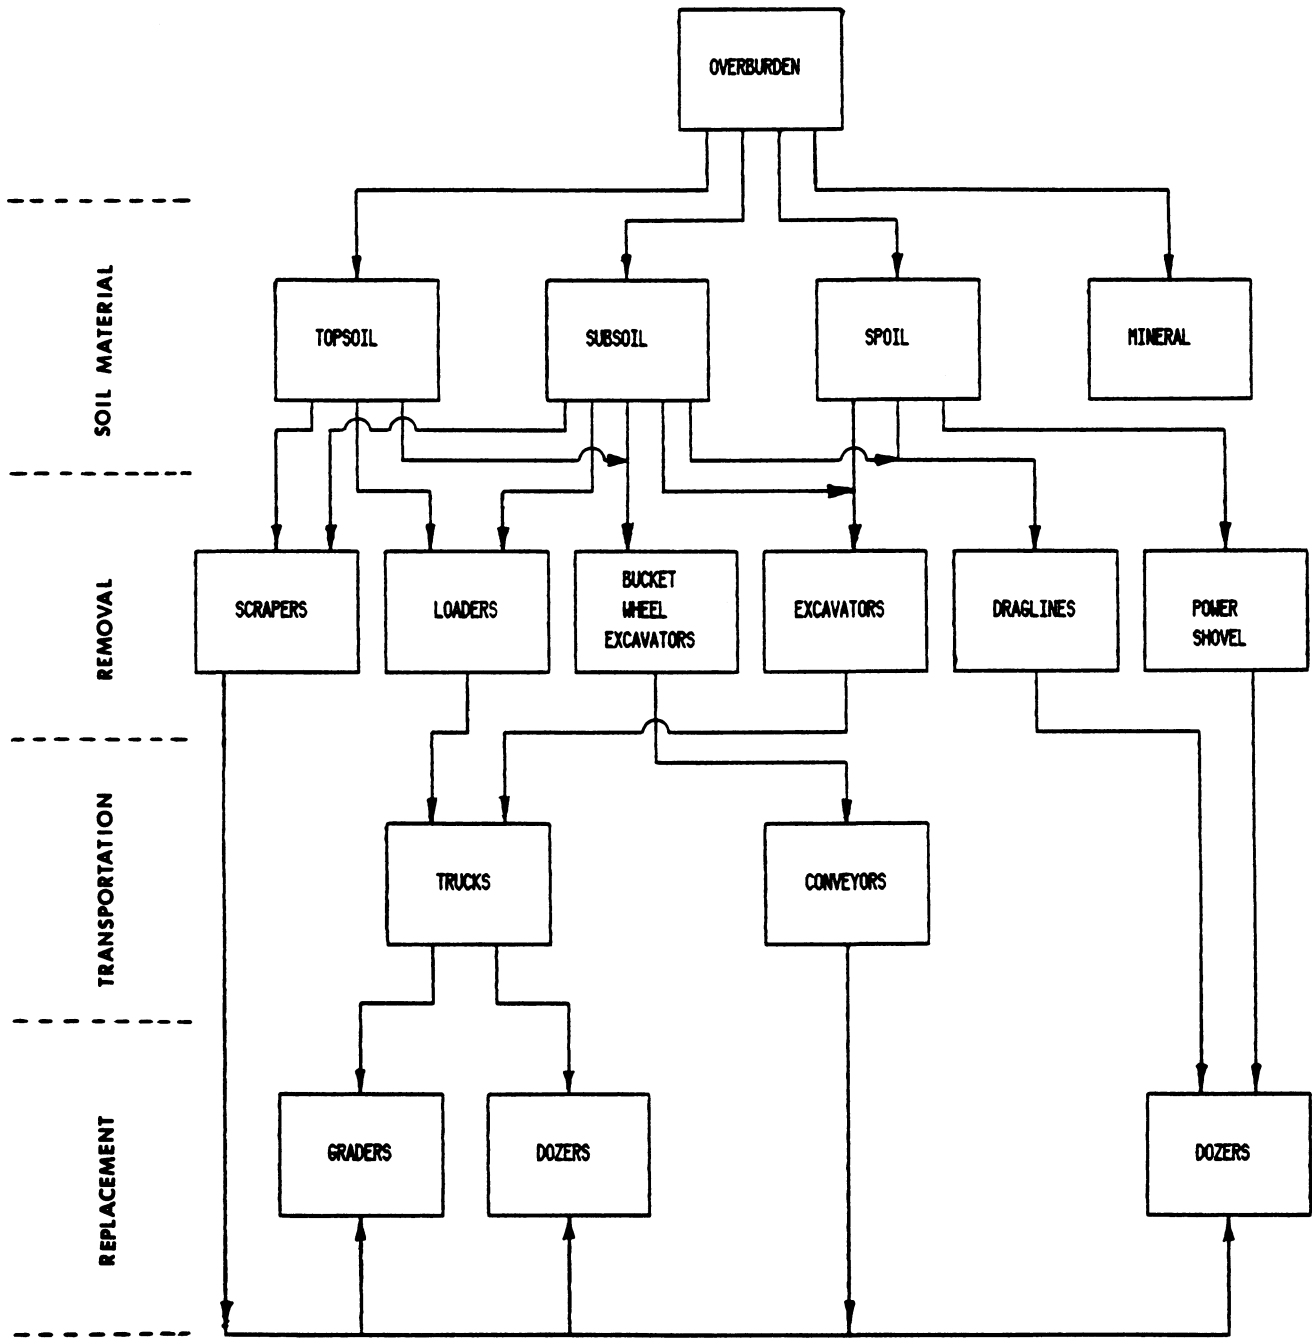 OVERBURDEN
SOIL MATERIAL
TOPSOIL
SUBSOIL
SPOIL
MINERAL
REMOVAL
SCRAPERS
LOADERS
BUCKET
WHEEL
EXCAVATORS
EXCAVATORS
DRAGLINES
POWER
SHOVEL
TRANSPORTATION
TRUCKS
CONVEYORS
REPLACEMENT
GRADERS
DOZERS
DOZERS